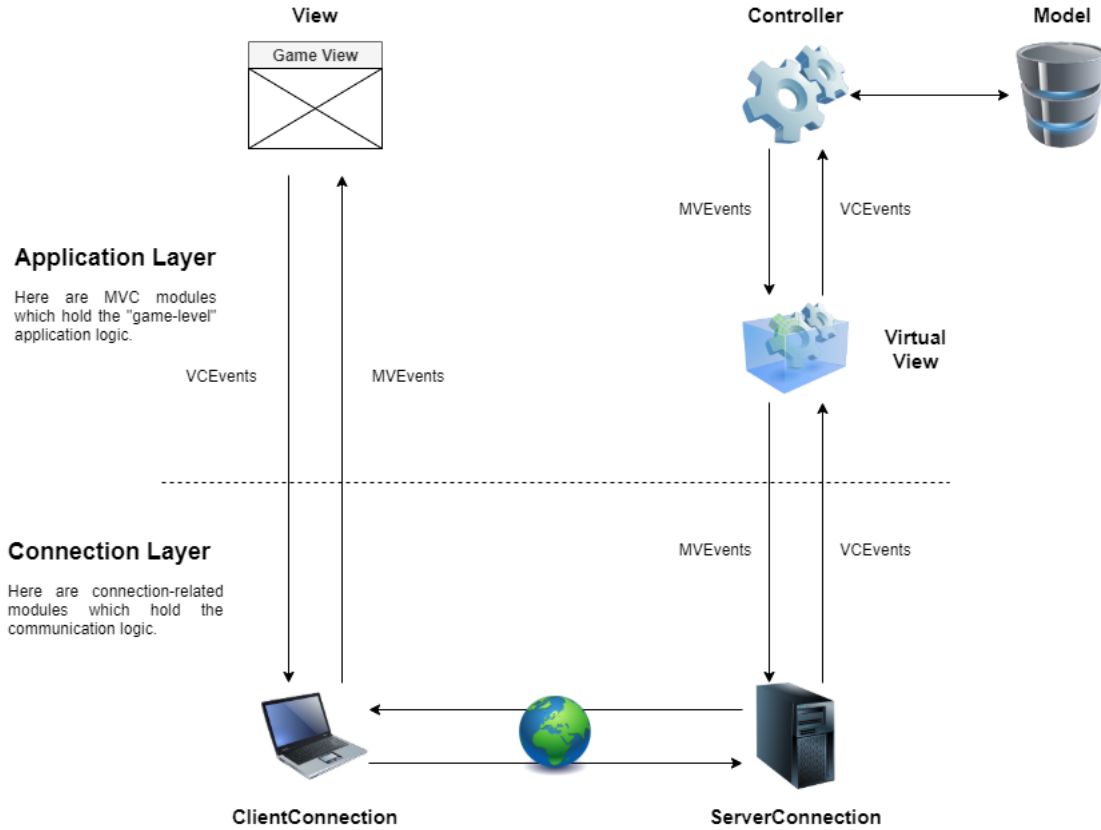 View
Controller
Model
Game View
MVEvents
VCEvents
Application Layer
Here are MVC modules
which hold the "game-level"
application logic.
Virtual
View
VCEvents
MVEvents
Connection Layer
Here are connection-related
modules which hold the
communication logic.
MVEvents
VCEvents
ClientConnection
ServerConnection